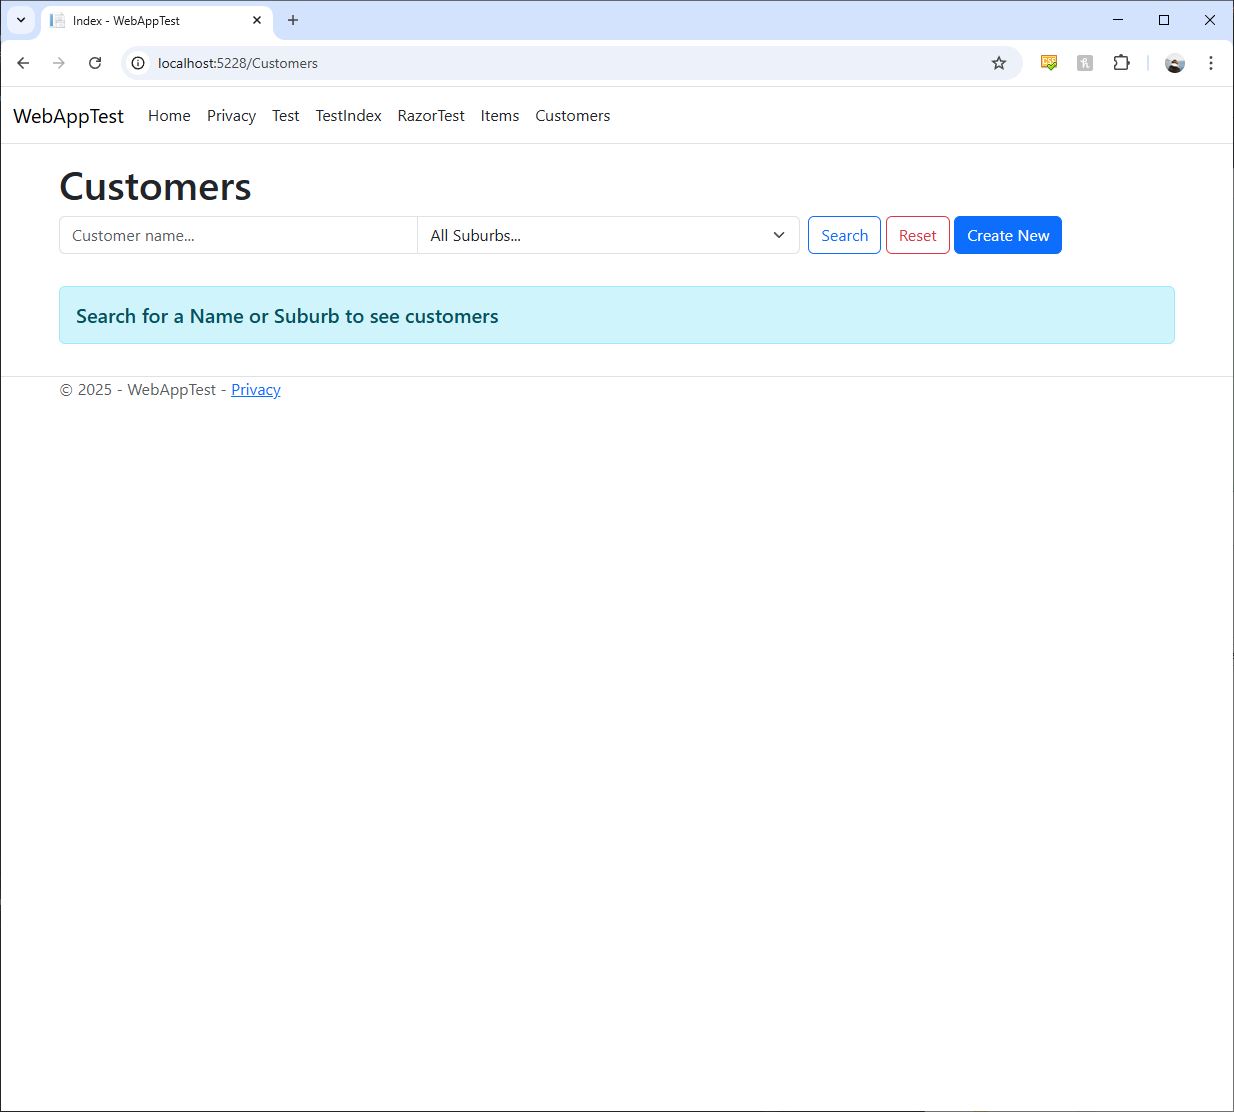 Index - WebAppTest
localhost:5228/Customers
WebAppTest Home Privacy Test TestIndex RazorTest Items Customers
Customers
Customer name... All Suburbs... Search Reset Create New
Search for a Name or Suburb to see customers
© 2025 - WebAppTest - Privacy